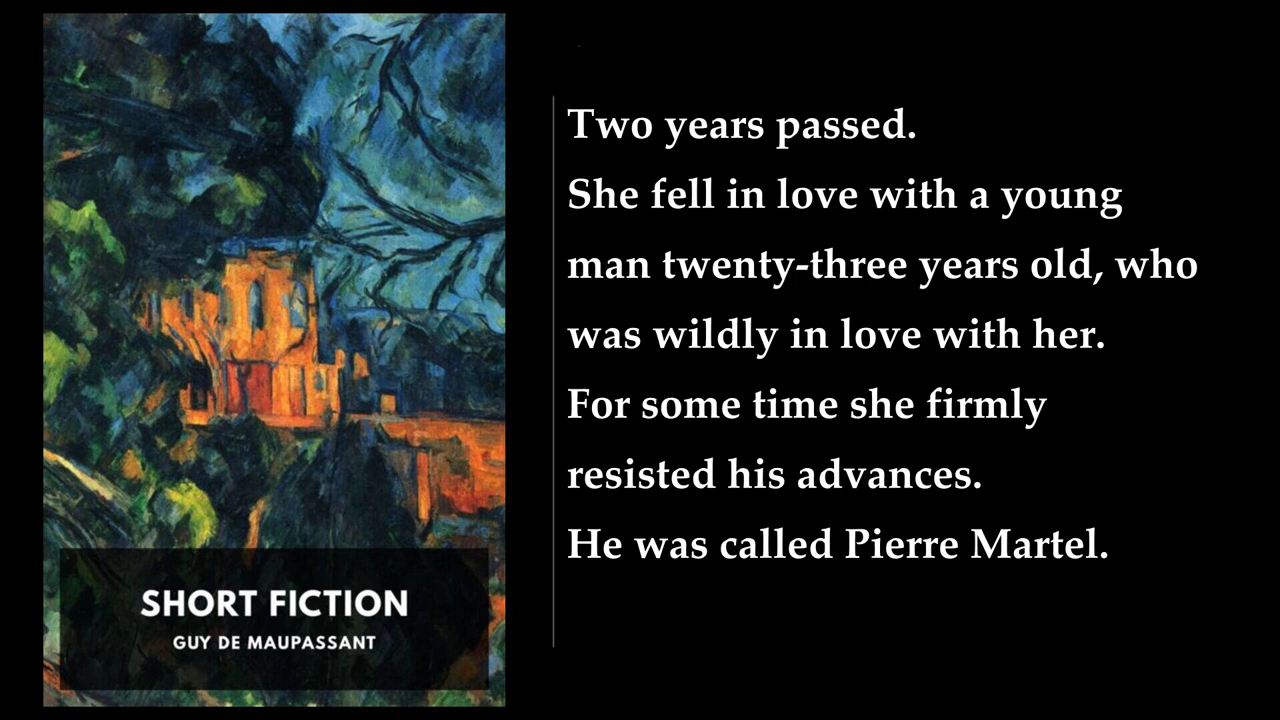 Two years passed.
She fell in love with a young
man twenty-three years old, who
was wildly in love with her.
For some time she firmly
resisted his advances.
He was called Pierre Martel.
SHORT FICTION
GUY DE MAUPASSANT